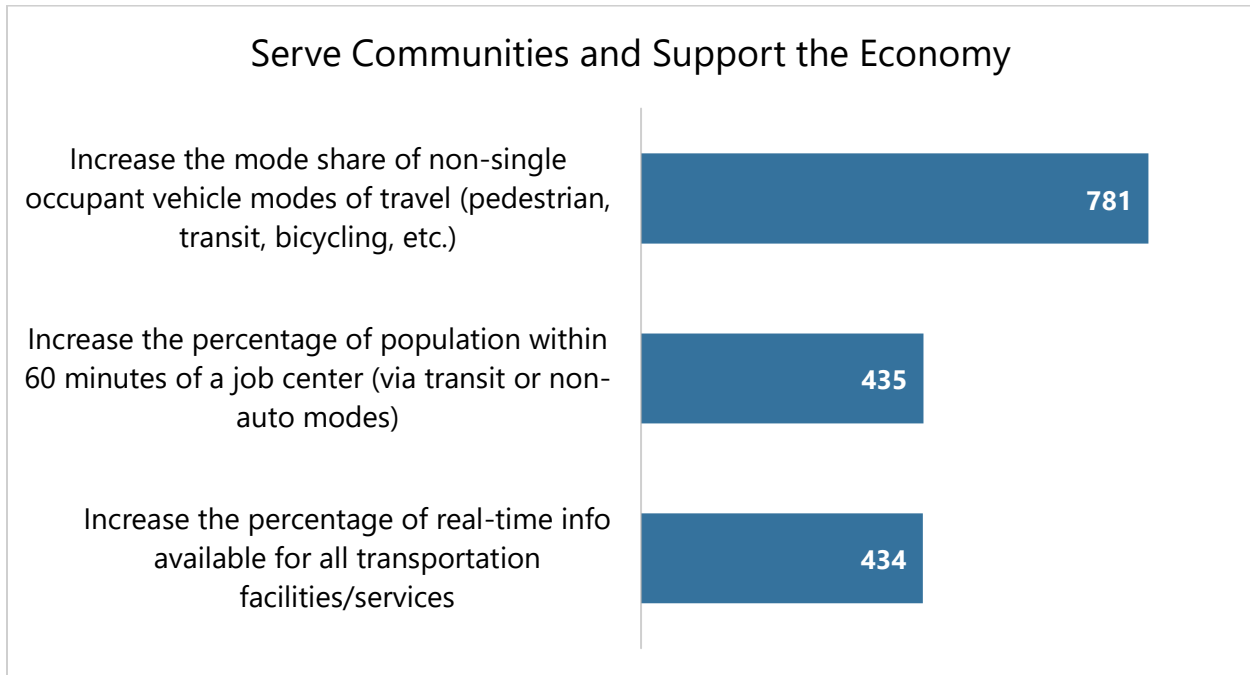 Serve Communities and Support the Economy
Increase the mode share of non-single
occupant vehicle modes of travel (pedestrian,
transit, bicycling, etc.)
781
Increase the percentage of population within
60 minutes of a job center (via transit or non-
auto modes)
435
Increase the percentage of real-time info
available for all transportation
facilities/services
434